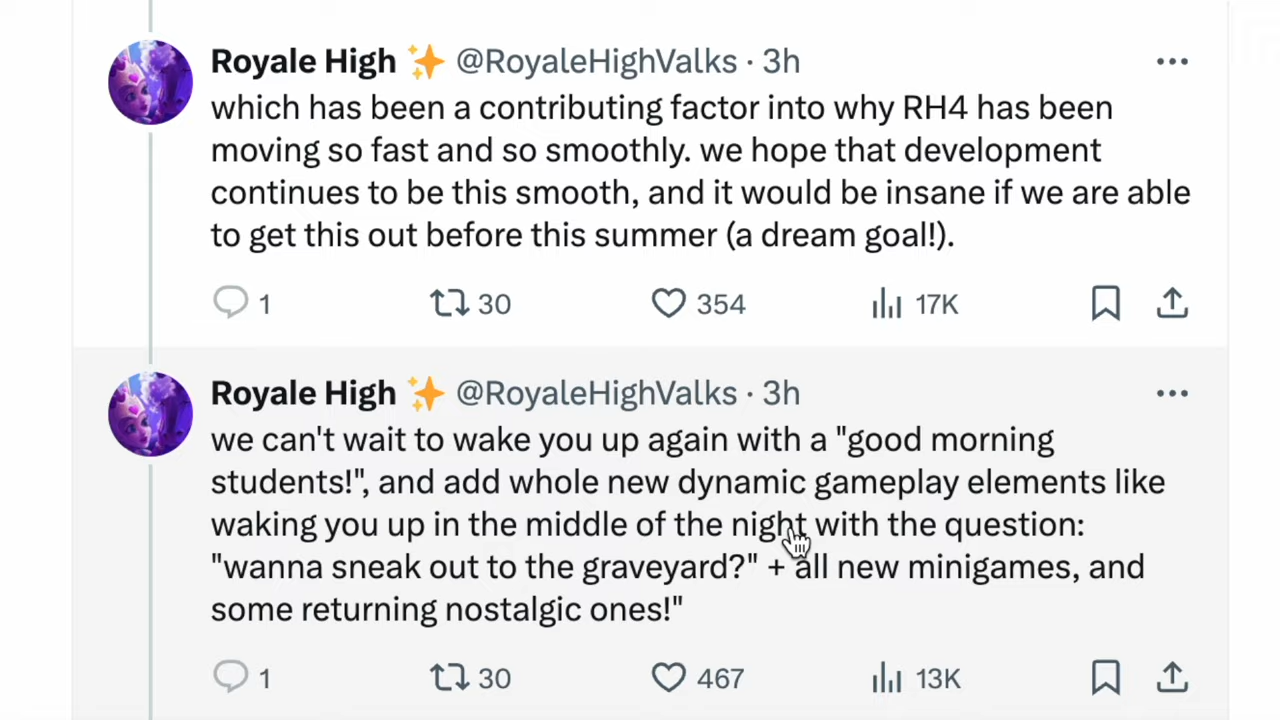 Royale High ✨ @RoyaleHighValks · 3h
which has been a contributing factor into why RH4 has been
moving so fast and so smoothly. we hope that development
continues to be this smooth, and it would be insane if we are able
to get this out before this summer (a dream goal!).
1 30 354 17K
Royale High ✨ @RoyaleHighValks · 3h
we can't wait to wake you up again with a "good morning
students!", and add whole new dynamic gameplay elements like
waking you up in the middle of the night with the question:
"wanna sneak out to the graveyard?" + all new minigames, and
some returning nostalgic ones!"
1 30 467 13K